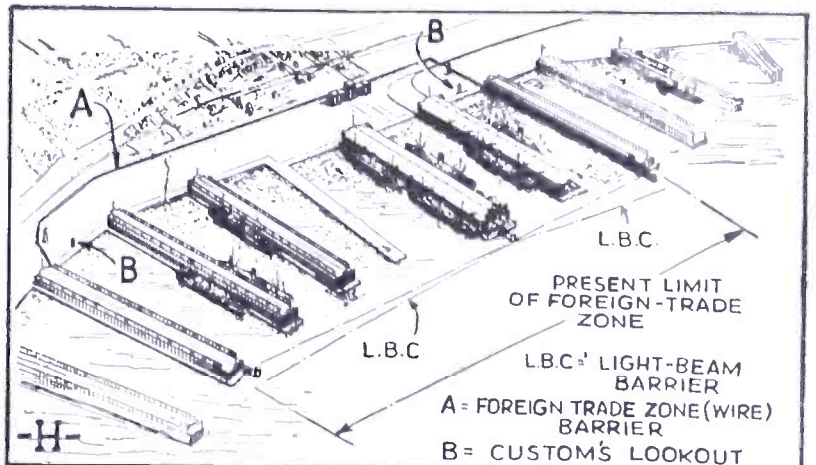 B
A
B
L.B.C.
PRESENT LIMIT
OF FOREIGN-TRADE
ZONE
L.B.C
L.B.C=' LIGHT-BEAM
BARRIER
A = FOREIGN TRADE ZONE (WIRE)
BARRIER
B = CUSTOM'S LOOKOUT
-H-